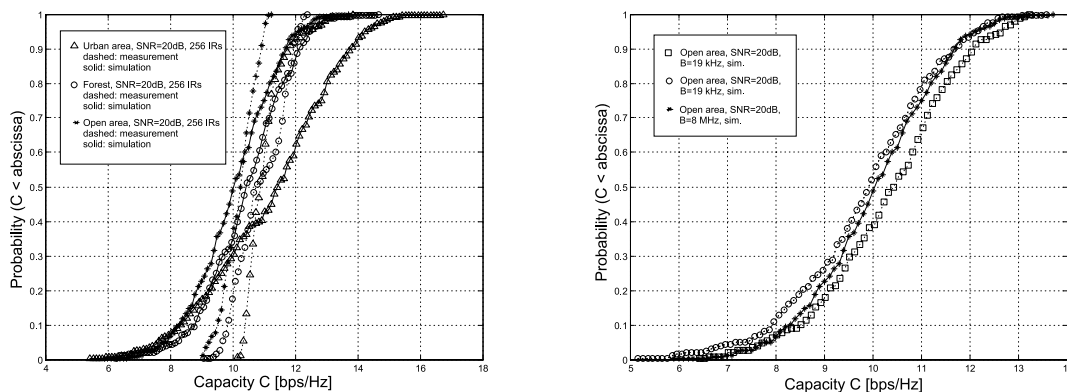 1
0.9
0.8
0.7
0.6
0.5
0.4
0.3
0.2
0.1
0
Probability (C < abscissa)
Urban area, SNR=20dB, 256 IRs
dashed: measurement
solid: simulation
Forest, SNR=20dB, 256 IRs
dashed: measurement
solid: simulation
Open area, SNR=20dB, 256 IRs
dashed: measurement
solid: simulation
4 6 8 10 12 14 16 18
Capacity C [bps/Hz]
1
0.9
0.8
0.7
0.6
0.5
0.4
0.3
0.2
0.1
0
Probability (C < abscissa)
Open area, SNR=20dB,
B=19 kHz, sim.
Open area, SNR=20dB,
B=19 kHz, sim.
Open area, SNR=20dB,
B=8 MHz, sim.
5 6 7 8 9 10 11 12 13
Capacity C [bps/Hz]